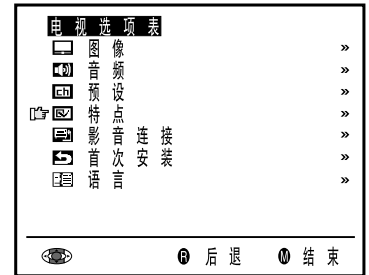 电视选项表
图像 »
音频 »
ch 预设 »
特点 »
影音连接 »
首次安装 »
语言 »
R 后退 M 结束